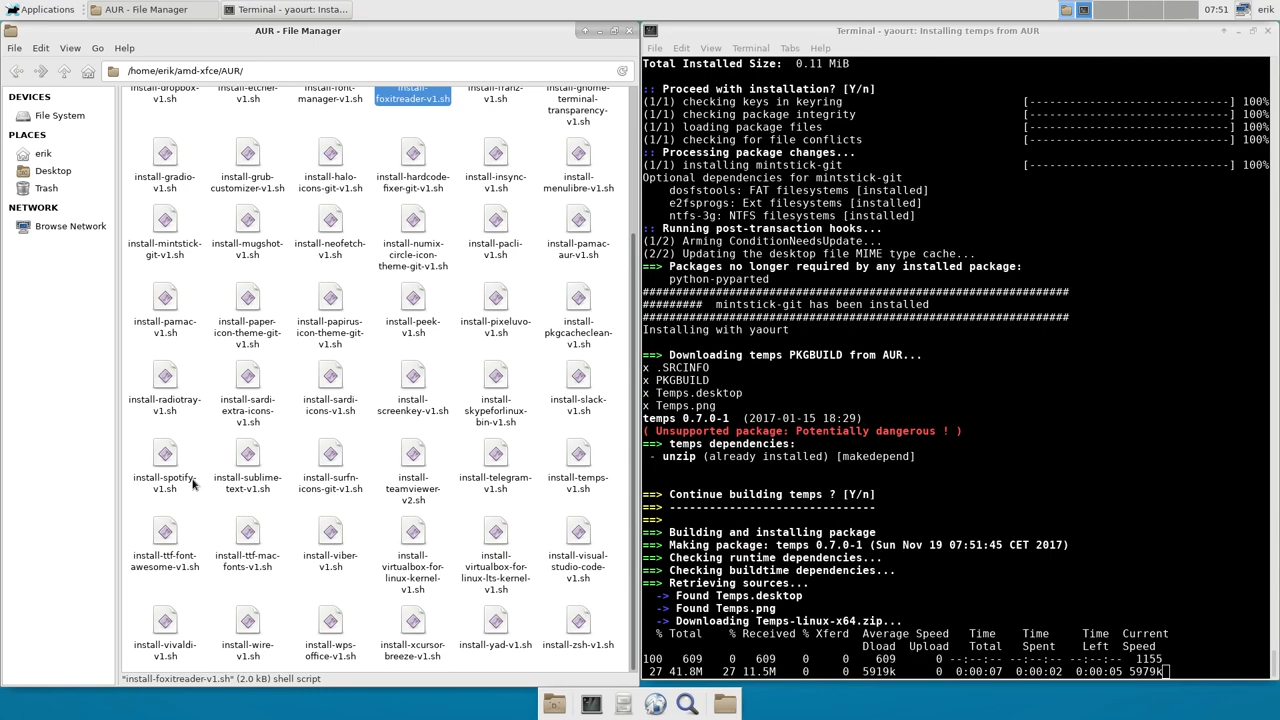 Applications
AUR - File Manager
Terminal - yaourt: Insta...
07:51
erik
AUR - File Manager
File Edit View Go Help
/home/erik/amd-xfce/AUR/
DEVICES
File System
PLACES
erik
Desktop
Trash
NETWORK
Browse Network
install-dropbox-v1.sh
install-etcher-v1.sh
install-font-manager-v1.sh
install-foxitreader-v1.sh
install-franz-v1.sh
install-gnome-terminal-transparency-v1.sh
install-gradio-v1.sh
install-grub-customizer-v1.sh
install-halo-icons-git-v1.sh
install-hardcode-fixer-git-v1.sh
install-insync-v1.sh
install-menulibre-v1.sh
install-mintstick-git-v1.sh
install-mugshot-v1.sh
install-neofetch-v1.sh
install-numix-circle-icon-theme-git-v1.sh
install-pacli-v1.sh
install-pamac-aur-v1.sh
install-pamac-v1.sh
install-paper-icon-theme-git-v1.sh
install-papirus-icon-theme-git-v1.sh
install-peek-v1.sh
install-pixeluvo-v1.sh
install-pkgcacheclean-v1.sh
install-radiotray-v1.sh
install-sardi-extra-icons-v1.sh
install-sardi-icons-v1.sh
install-screenkey-v1.sh
install-skypeforlinux-bin-v1.sh
install-slack-v1.sh
install-spotify-v1.sh
install-sublime-text-v1.sh
install-surfn-icons-git-v1.sh
install-teamviewer-v2.sh
install-telegram-v1.sh
install-temps-v1.sh
install-ttf-font-awesome-v1.sh
install-ttf-mac-fonts-v1.sh
install-viber-v1.sh
install-virtualbox-for-linux-kernel-v1.sh
install-virtualbox-for-linux-lts-kernel-v1.sh
install-visual-studio-code-v1.sh
install-vivaldi-v1.sh
install-wire-v1.sh
install-wps-office-v1.sh
install-xcursor-breeze-v1.sh
install-yad-v1.sh
install-zsh-v1.sh
"install-foxitreader-v1.sh" (2.0 kB) shell script
Terminal - yaourt: Installing temps from AUR
File Edit View Terminal Tabs Help
Total Installed Size:  0.11 MiB
:: Proceed with installation? [Y/n]
(1/1) checking keys in keyring [------------------------------] 100%
(1/1) checking package integrity [------------------------------] 100%
(1/1) loading package files [------------------------------] 100%
(1/1) checking for file conflicts [------------------------------] 100%
:: Processing package changes...
(1/1) installing mintstick-git [------------------------------] 100%
Optional dependencies for mintstick-git
dosfstools: FAT filesystems [installed]
e2fsprogs: Ext filesystems [installed]
ntfs-3g: NTFS filesystems [installed]
:: Running post-transaction hooks...
(1/2) Arming ConditionNeedsUpdate...
(2/2) Updating the desktop file MIME type cache...
==> Packages no longer required by any installed package:
python-pyparted
################################################################
#########  mintstick-git has been installed
################################################################
Installing with yaourt
==> Downloading temps PKGBUILD from AUR...
x .SRCINFO
x PKGBUILD
x Temps.desktop
x Temps.png
temps 0.7.0-1  (2017-01-15 18:29)
( Unsupported package: Potentially dangerous ! )
==> temps dependencies:
- unzip (already installed) [makedepend]
==> Continue building temps ? [Y/n]
==> -------------------------------
==>
==> Building and installing package
==> Making package: temps 0.7.0-1 (Sun Nov 19 07:51:45 CET 2017)
==> Checking runtime dependencies...
==> Checking buildtime dependencies...
==> Retrieving sources...
-> Found Temps.desktop
-> Found Temps.png
-> Downloading Temps-linux-x64.zip...
% Total    % Received % Xferd  Average Speed   Time    Time     Time  Current
Dload  Upload   Total   Spent    Left  Speed
100   609    0   609    0     0    609      0 --:--:-- --:--:-- --:--:--  1155
27 41.8M   27 11.5M    0     0  5919k      0  0:00:07  0:00:02  0:00:05 5979k